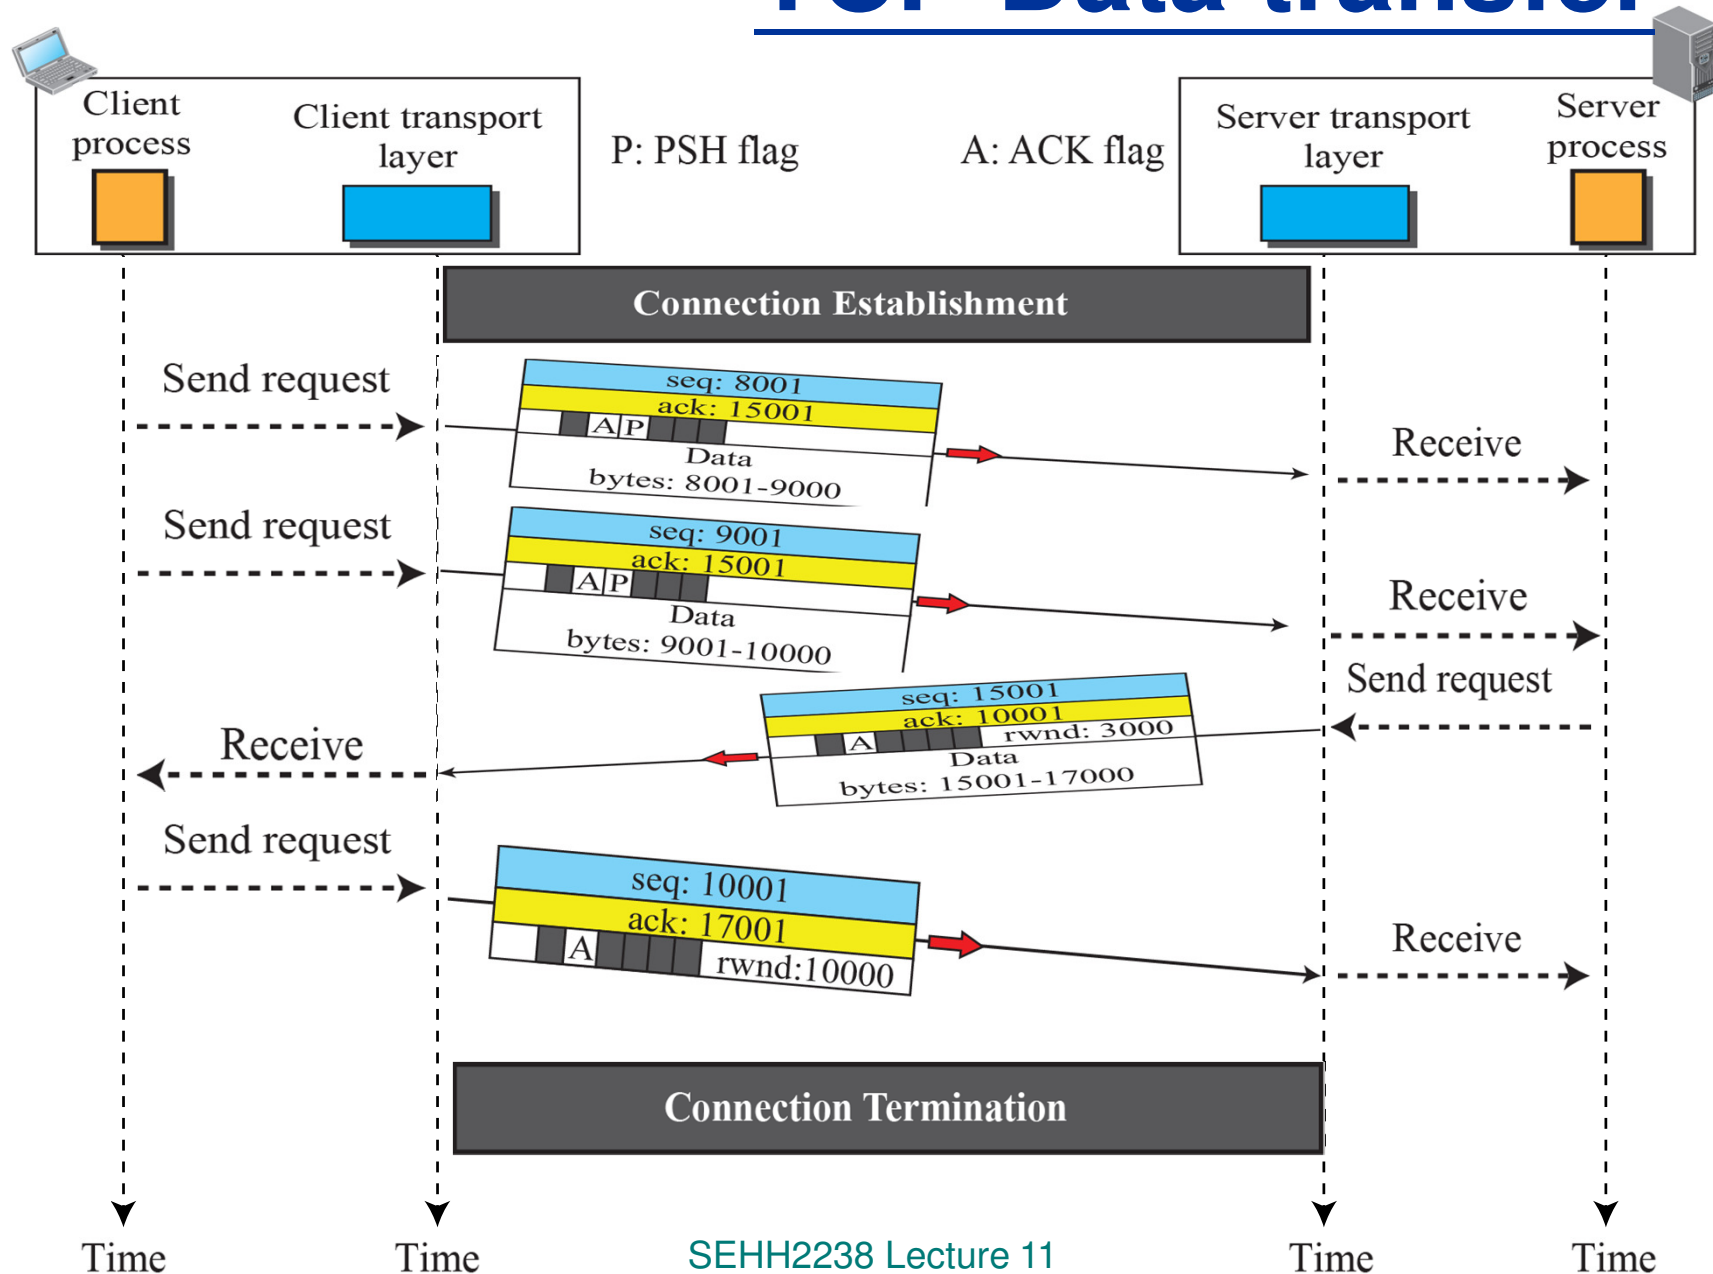 TCP Data transfer
Client
process
Client transport
layer
P: PSH flag
A: ACK flag
Server transport
layer
Server
process
Connection Establishment
Send request
seq: 8001
ack: 15001
A P
Data
bytes: 8001-9000
Receive
Send request
seq: 9001
ack: 15001
A P
Data
bytes: 9001-10000
Receive
Send request
seq: 15001
ack: 10001
A rwnd: 3000
Data
bytes: 15001-17000
Receive
Send request
seq: 10001
ack: 17001
A rwnd:10000
Receive
Connection Termination
Time
Time
SEHH2238 Lecture 11
Time
Time